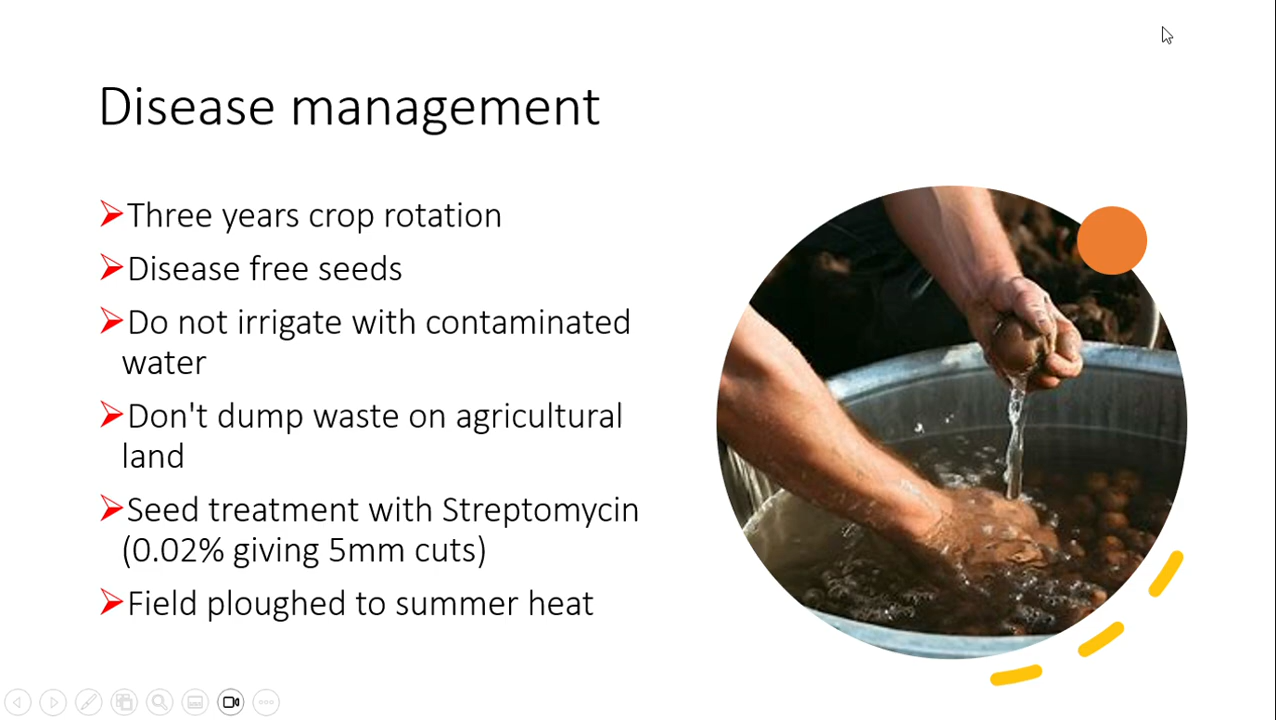 Disease management
Three years crop rotation
Disease free seeds
Do not irrigate with contaminated
water
Don't dump waste on agricultural
land
Seed treatment with Streptomycin
(0.02% giving 5mm cuts)
Field ploughed to summer heat